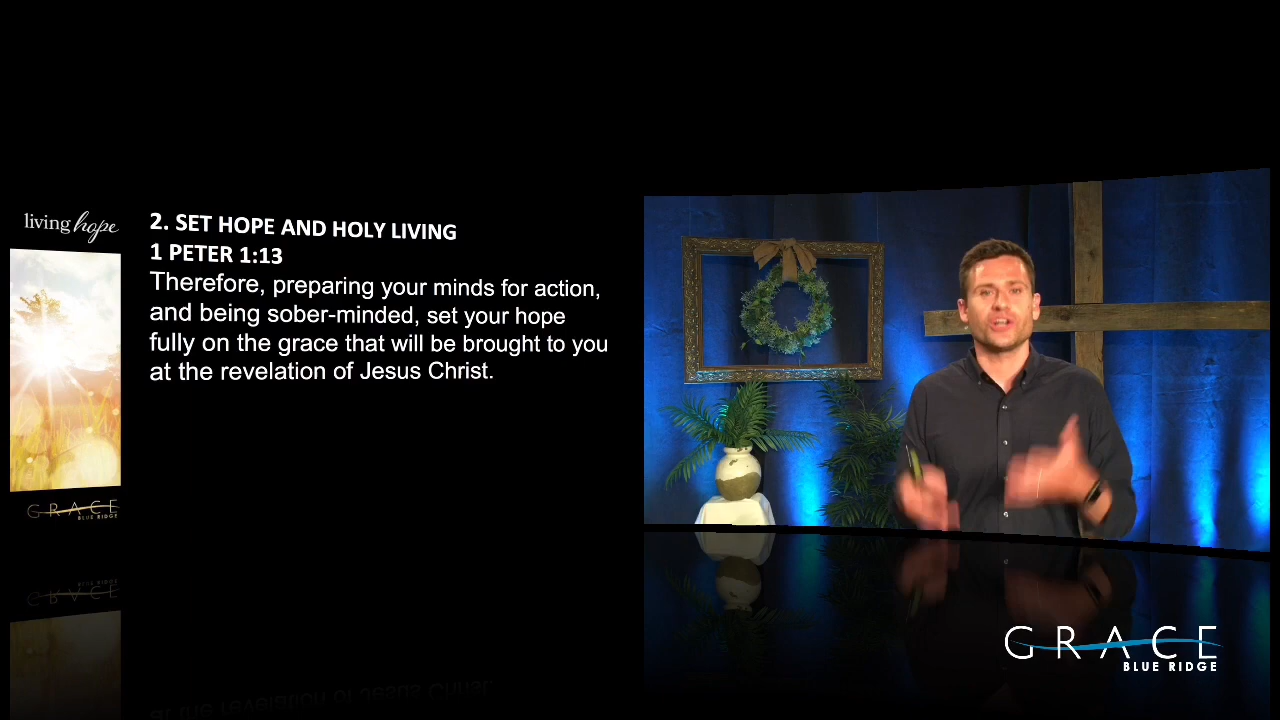 living hope
2. SET HOPE AND HOLY LIVING
1 PETER 1:13
Therefore, preparing your minds for action,
and being sober-minded, set your hope
fully on the grace that will be brought to you
at the revelation of Jesus Christ.
GRACE
BLUE RIDGE
GRACE
BLUE RIDGE